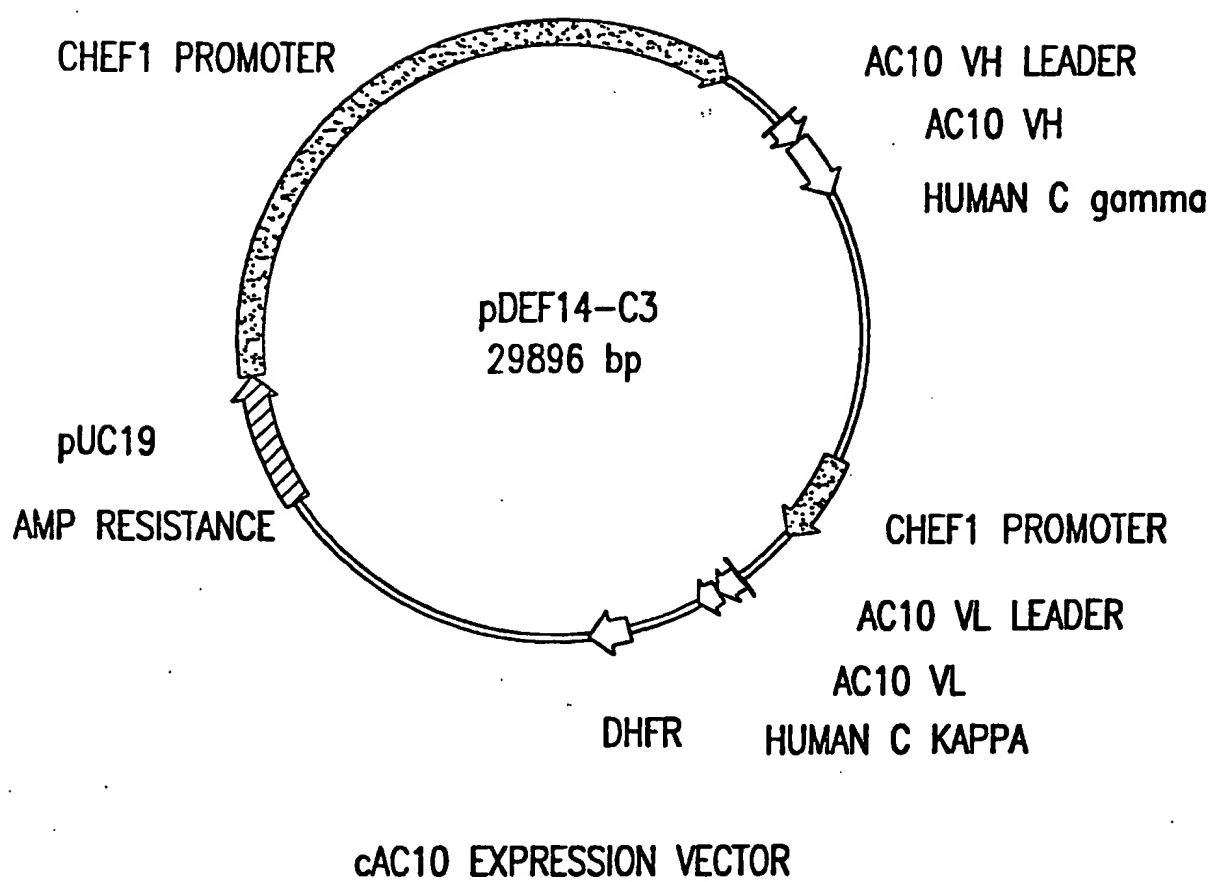 CHEF1 PROMOTER
AC10 VH LEADER
AC10 VH
HUMAN C gamma
pDEF14-C3
29896 bp
pUC19
AMP RESISTANCE
CHEF1 PROMOTER
AC10 VL LEADER
AC10 VL
DHFR
HUMAN C KAPPA
cAC10 EXPRESSION VECTOR